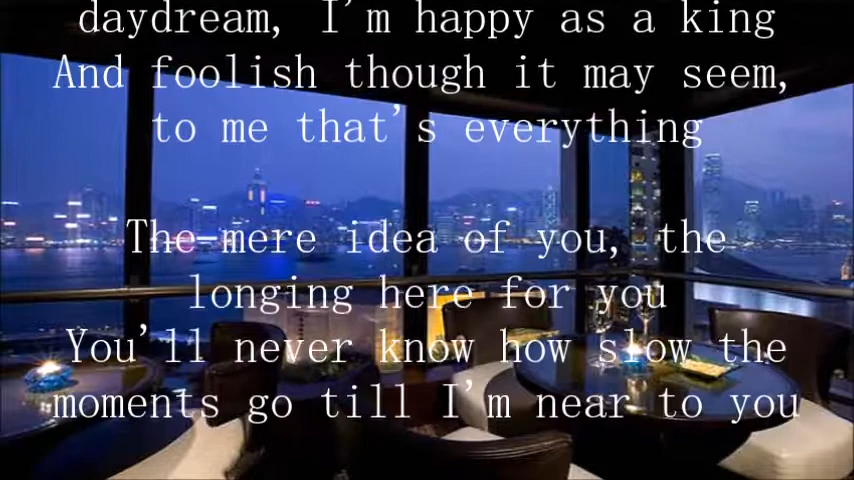 daydream, I'm happy as a king
And foolish though it may seem,
to me that's everything
The mere idea of you, the
longing here for you
You'll never know how slow the
moments go till I'm near to you